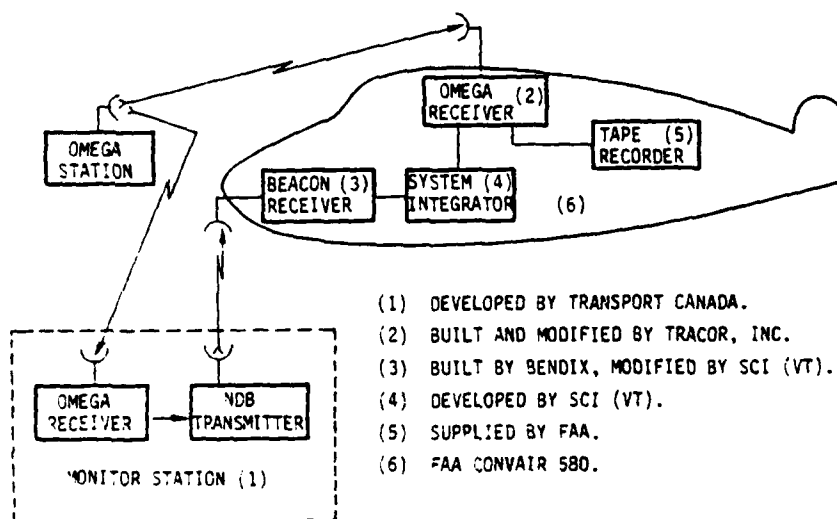 OMEGA (2)
RECEIVER
OMEGA
STATION
TAPE (5)
RECORDER
BEACON (3)
RECEIVER
SYSTEM (4)
INTEGRATOR
(6)
OMEGA
RECEIVER
NDB
TRANSMITTER
MONITOR STATION (1)
(1) DEVELOPED BY TRANSPORT CANADA.
(2) BUILT AND MODIFIED BY TRACOR, INC.
(3) BUILT BY BENDIX, MODIFIED BY SCI (VT).
(4) DEVELOPED BY SCI (VT).
(5) SUPPLIED BY FAA.
(6) FAA CONVAIR 580.